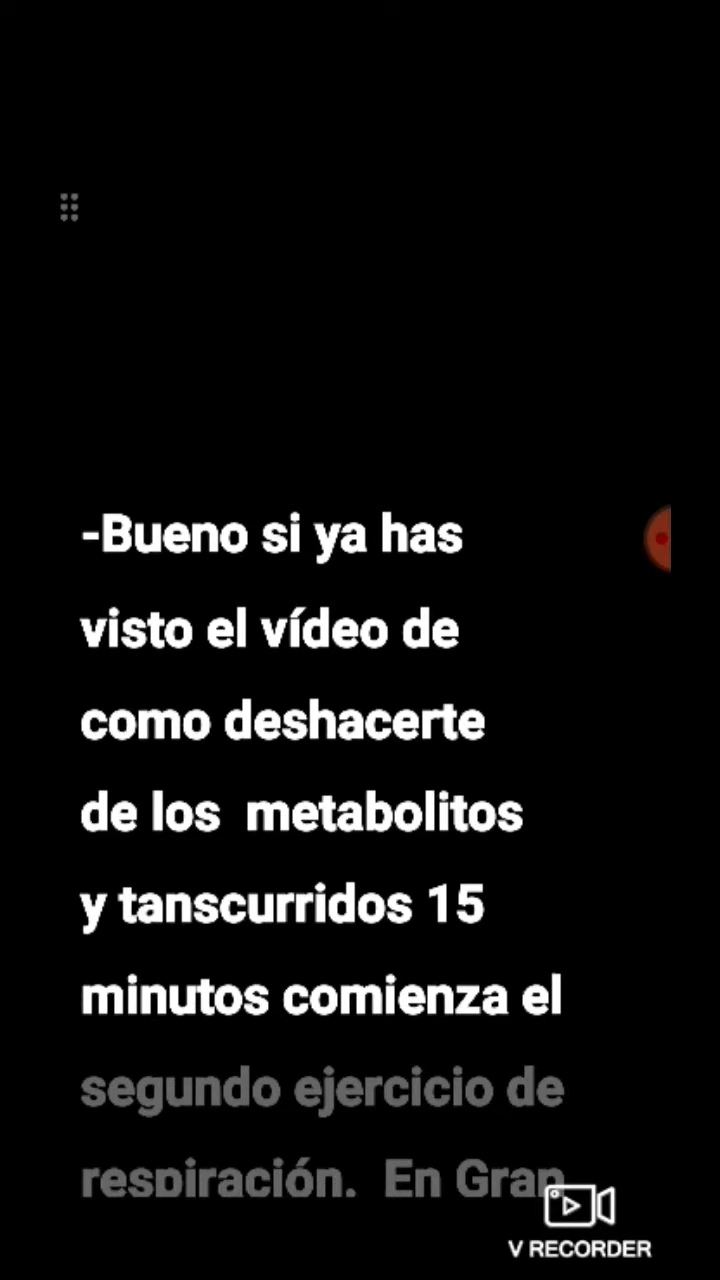 -Bueno si ya has
visto el vídeo de
como deshacerte
de los metabolitos
y tanscurridos 15
minutos comienza el
segundo ejercicio de
respiración. En Gran
V RECORDER